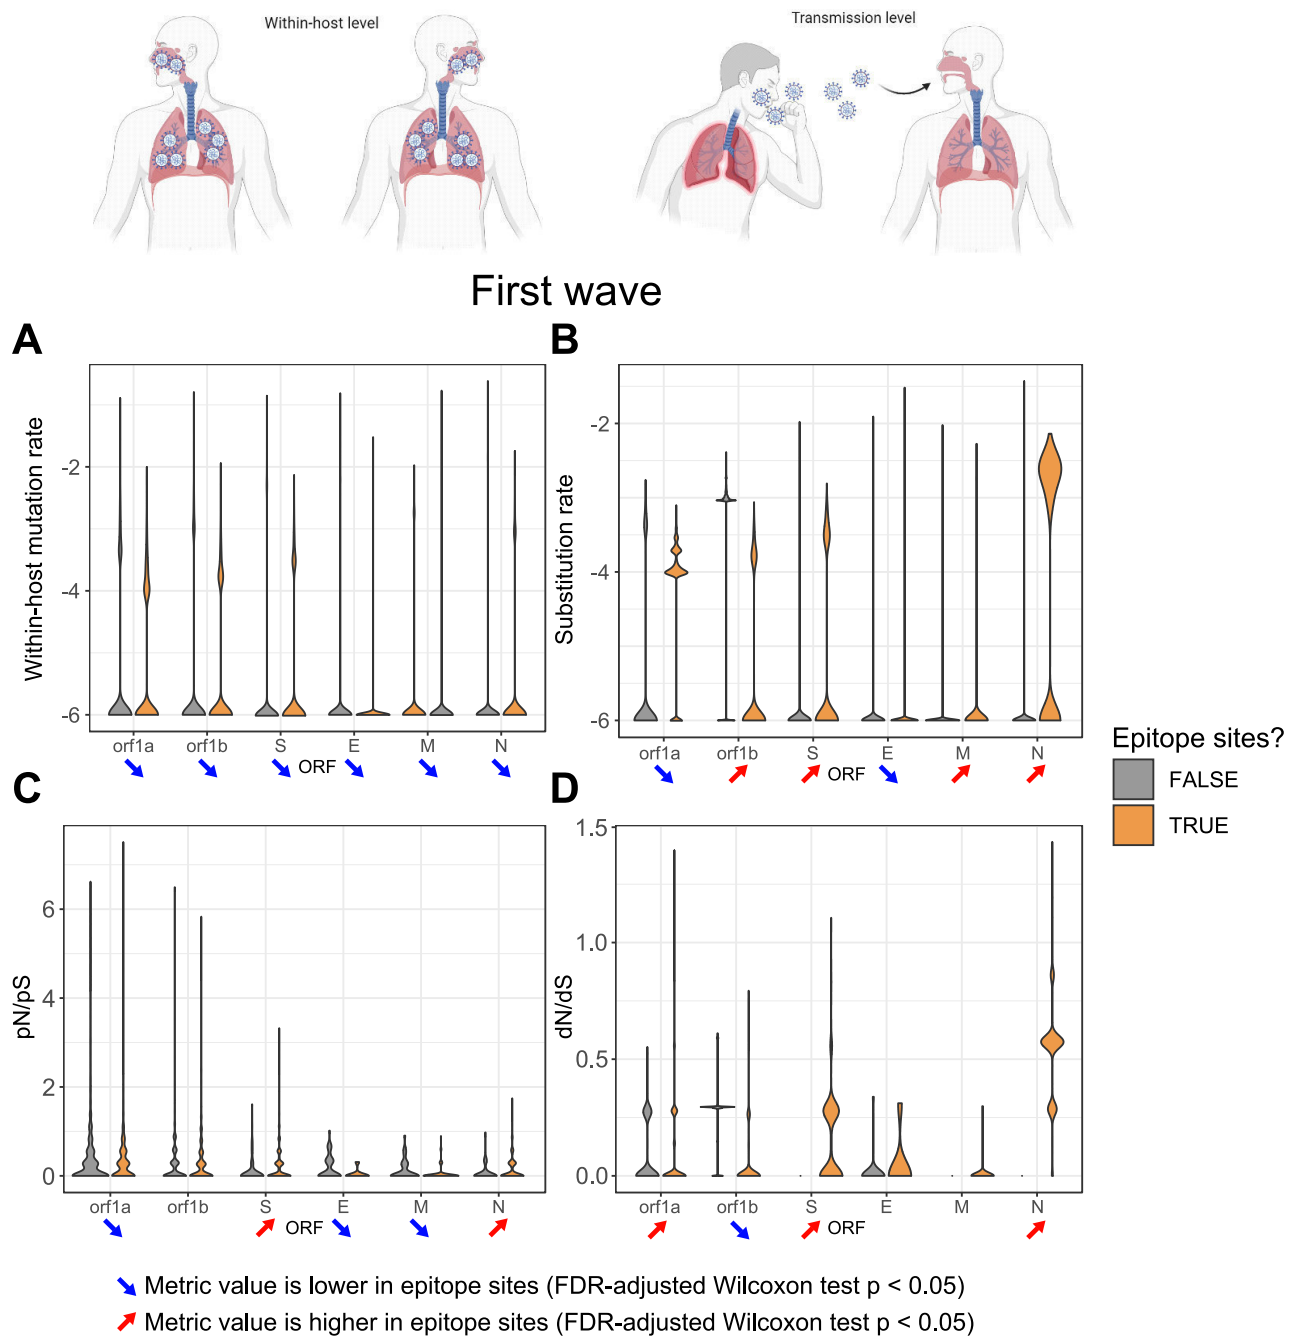 Within-host level
Transmission level
First wave
A
B
Within-host mutation rate
-2
-4
-6
orf1a
orf1b
S
E
M
N
ORF
Substitution rate
-2
-4
-6
orf1a
orf1b
S
E
M
N
ORF
Epitope sites?
FALSE
TRUE
C
D
pN/pS
6
4
2
0
orf1a
orf1b
S
E
M
N
ORF
dN/dS
1.5
1.0
0.5
0.0
orf1a
orf1b
S
E
M
N
ORF
Metric value is lower in epitope sites (FDR-adjusted Wilcoxon test p < 0.05)
Metric value is higher in epitope sites (FDR-adjusted Wilcoxon test p < 0.05)